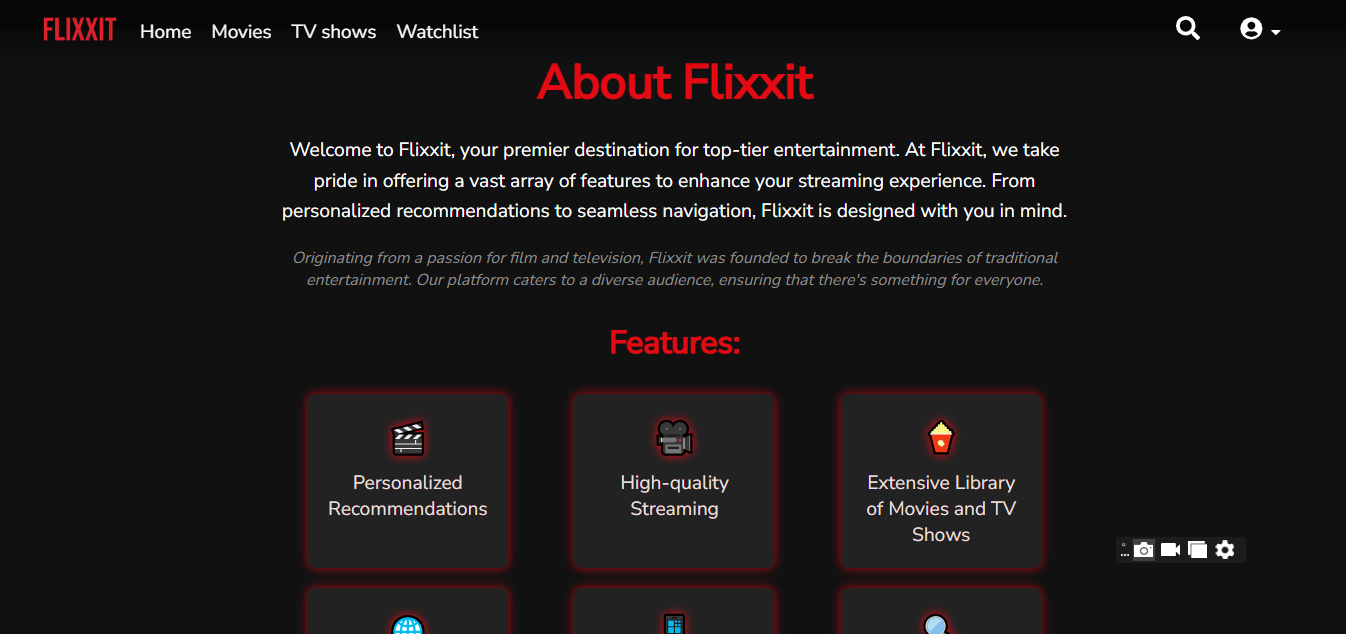 FLIXXIT Home Movies TV shows Watchlist
About Flixxit
Welcome to Flixxit, your premier destination for top-tier entertainment. At Flixxit, we take
pride in offering a vast array of features to enhance your streaming experience. From
personalized recommendations to seamless navigation, Flixxit is designed with you in mind.
Originating from a passion for film and television, Flixxit was founded to break the boundaries of traditional
entertainment. Our platform caters to a diverse audience, ensuring that there's something for everyone.
Features:
Personalized
Recommendations
High-quality
Streaming
Extensive Library
of Movies and TV
Shows